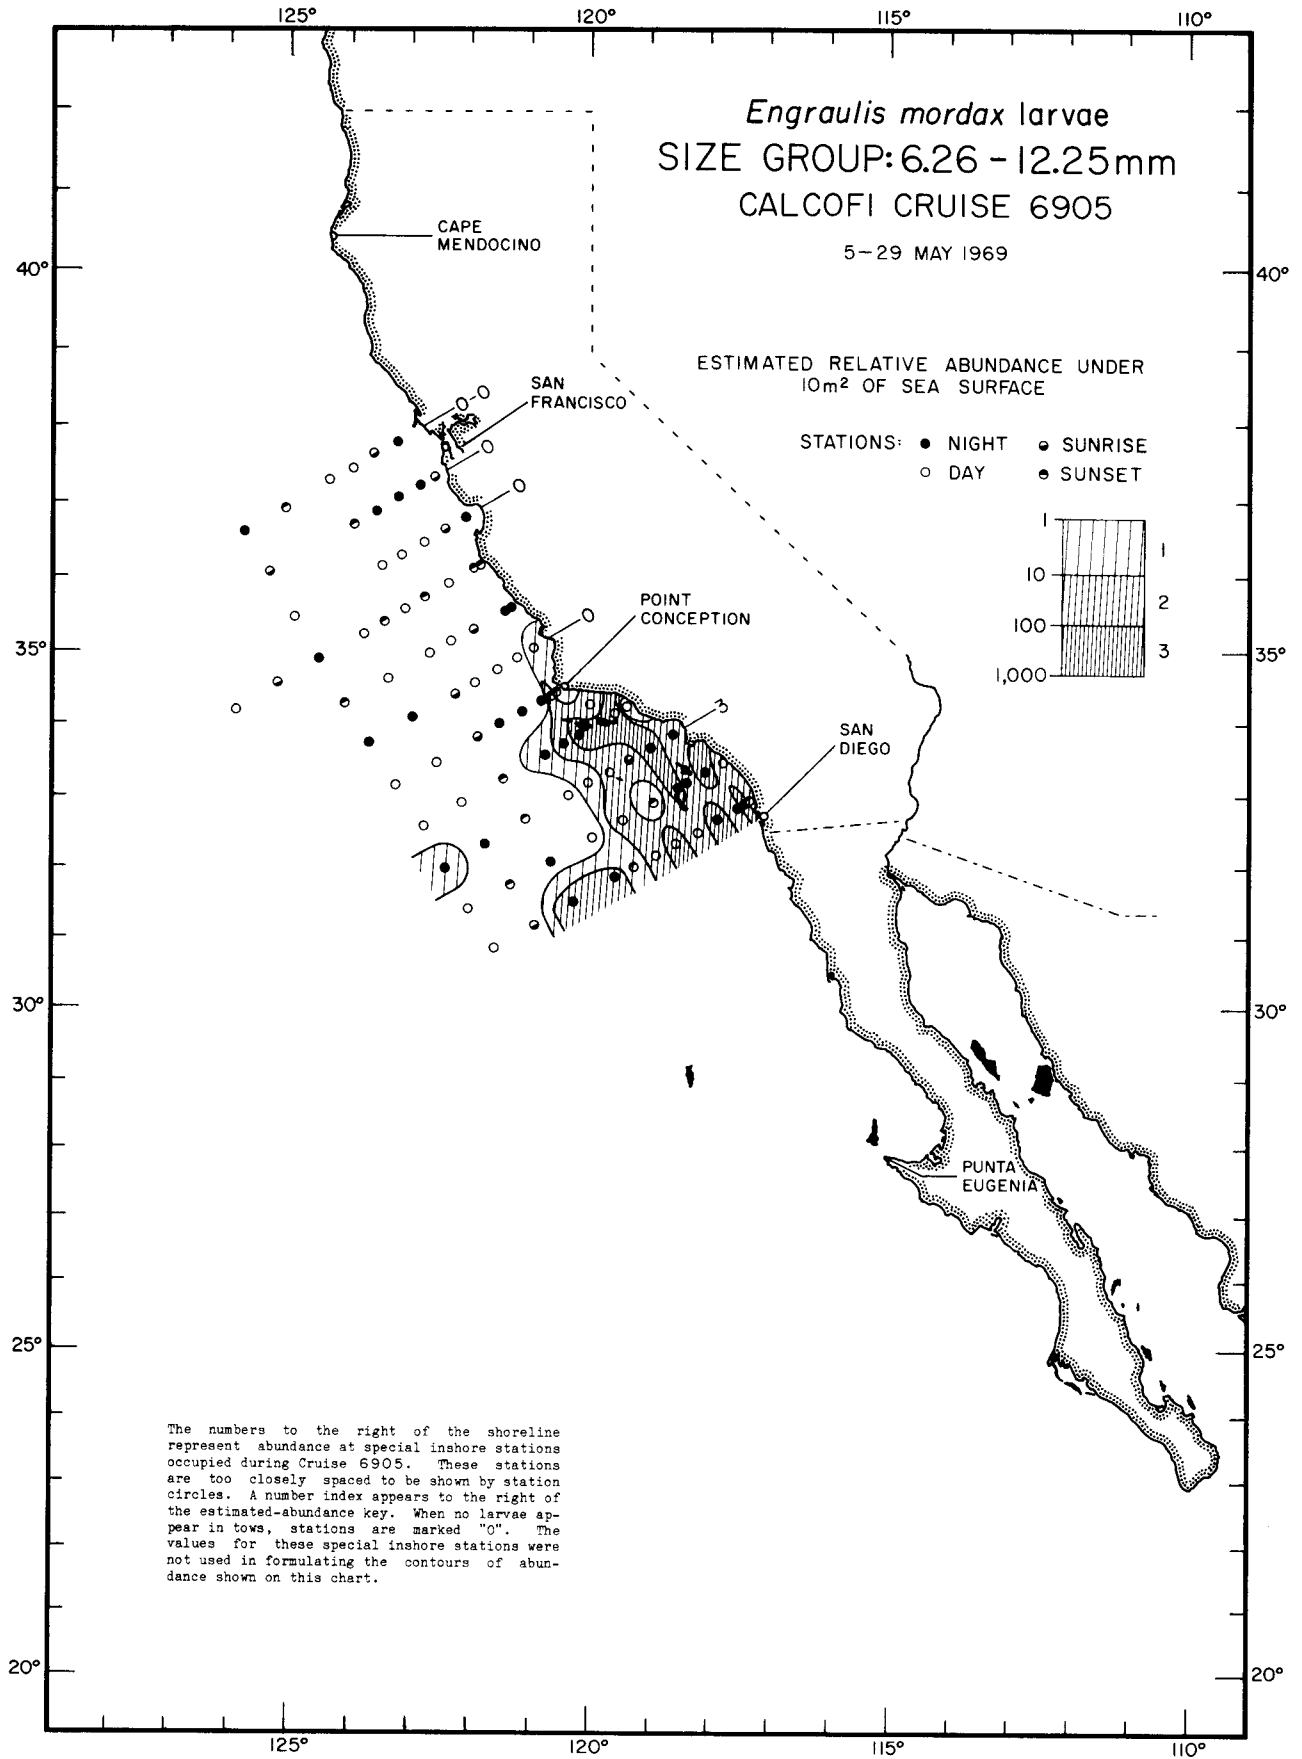 125° 120° 115° 110°
Engraulis mordax larvae
SIZE GROUP: 6.26 - 12.25mm
CALCOFI CRUISE 6905
5-29 MAY 1969
CAPE
MENDOCINO
40° 40°
ESTIMATED RELATIVE ABUNDANCE UNDER
10m² OF SEA SURFACE
SAN
FRANCISCO
0-0
0
0
STATIONS: ● NIGHT SUNRISE
○ DAY SUNSET
1
10
100
1,000
1
2
3
POINT
CONCEPTION
0
35° 35°
3
0
SAN
DIEGO
30° 30°
PUNTA
EUGENIA
25° 25°
The numbers to the right of the shoreline
represent abundance at special inshore stations
occupied during Cruise 6905. These stations
are too closely spaced to be shown by station
circles. A number index appears to the right of
the estimated-abundance key. When no larvae ap-
pear in tows, stations are marked "0". The
values for these special inshore stations were
not used in formulating the contours of abun-
dance shown on this chart.
20° 20°
125° 120° 115° 110°